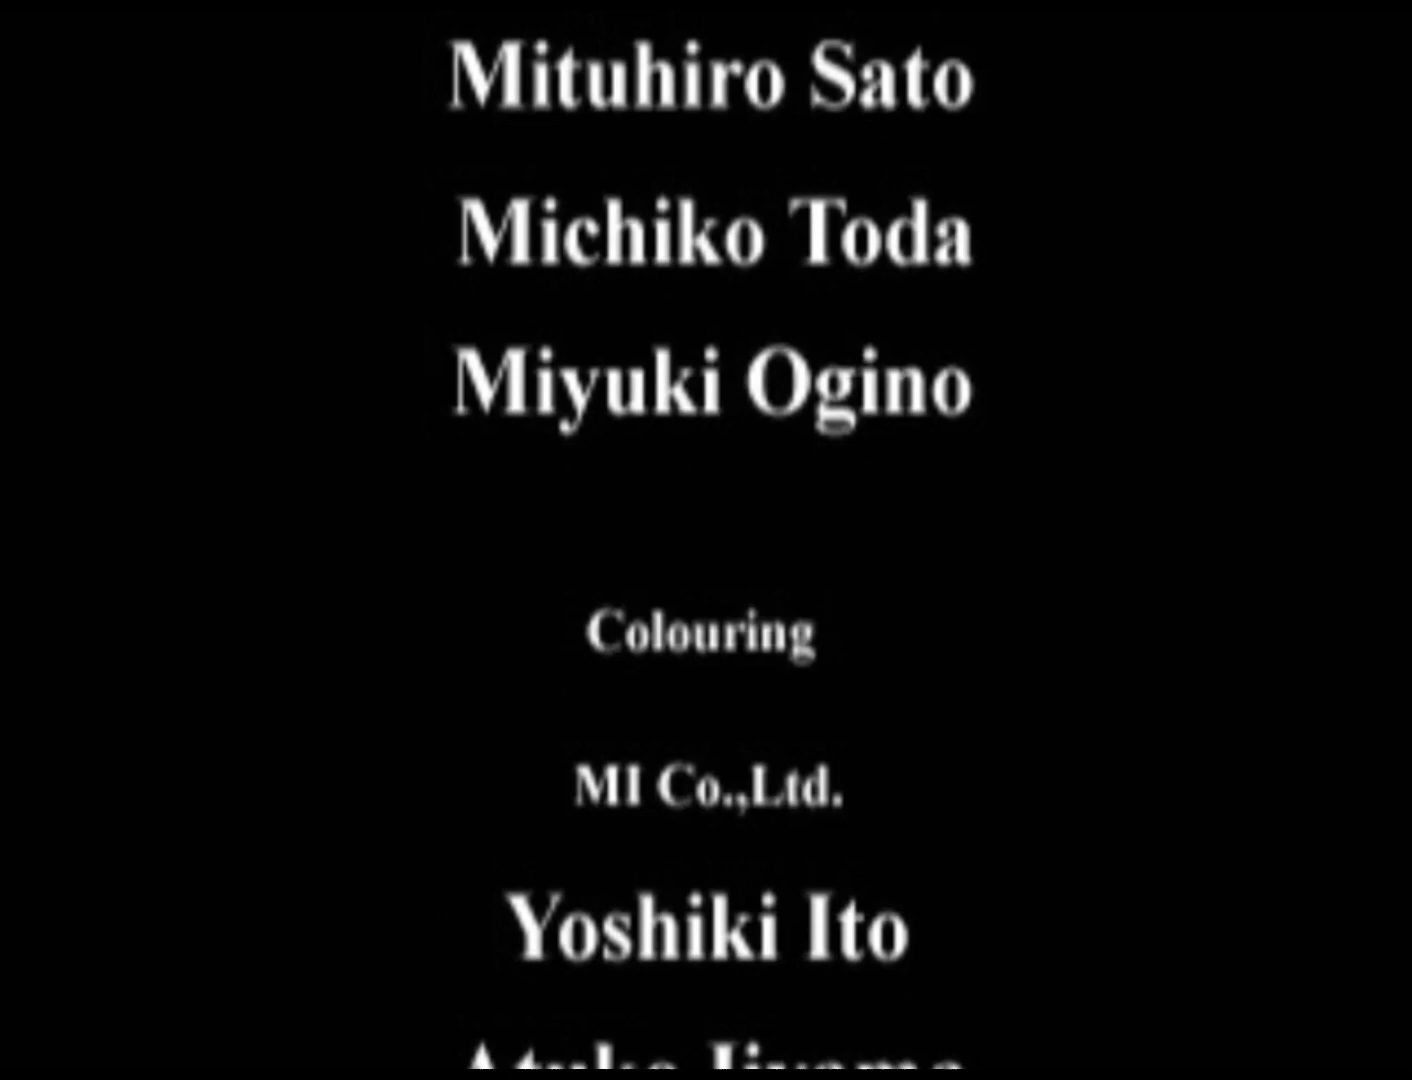 Mituhiro Sato
Michiko Toda
Miyuki Ogino
Colouring
MI Co.,Ltd.
Yoshiki Ito